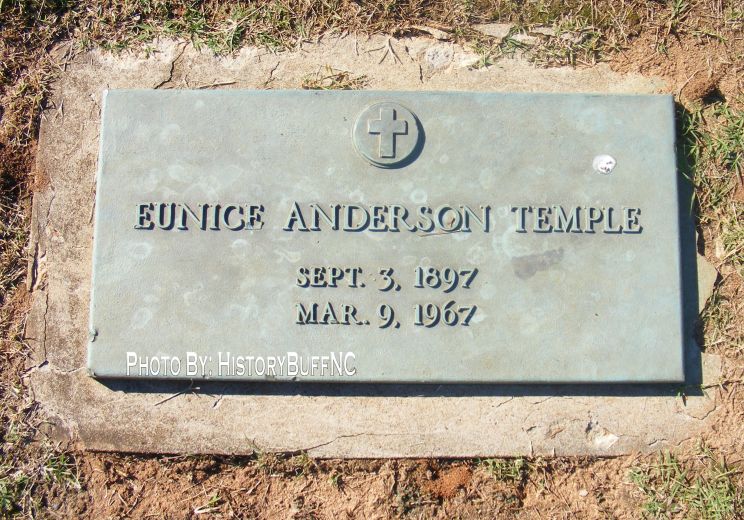 EUNICE ANDERSON TEMPLE
SEPT. 3, 1897
MAR. 9, 1967
PHOTO BY: HISTORYBUFFNC